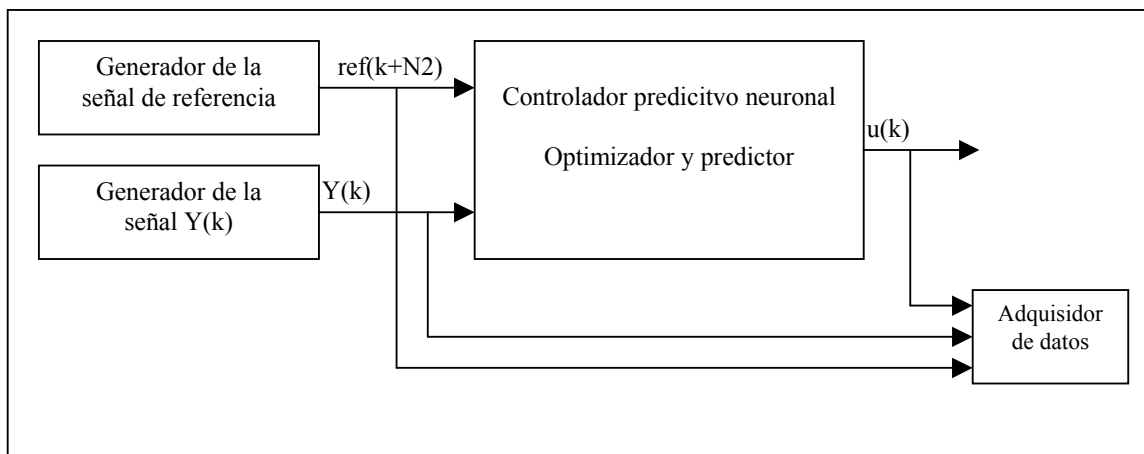 Generador de la
señal de referencia
ref(k+N2)
Controlador predicitvo neuronal
Optimizador y predictor
u(k)
Generador de la
señal Y(k)
Y(k)
Adquisidor
de datos